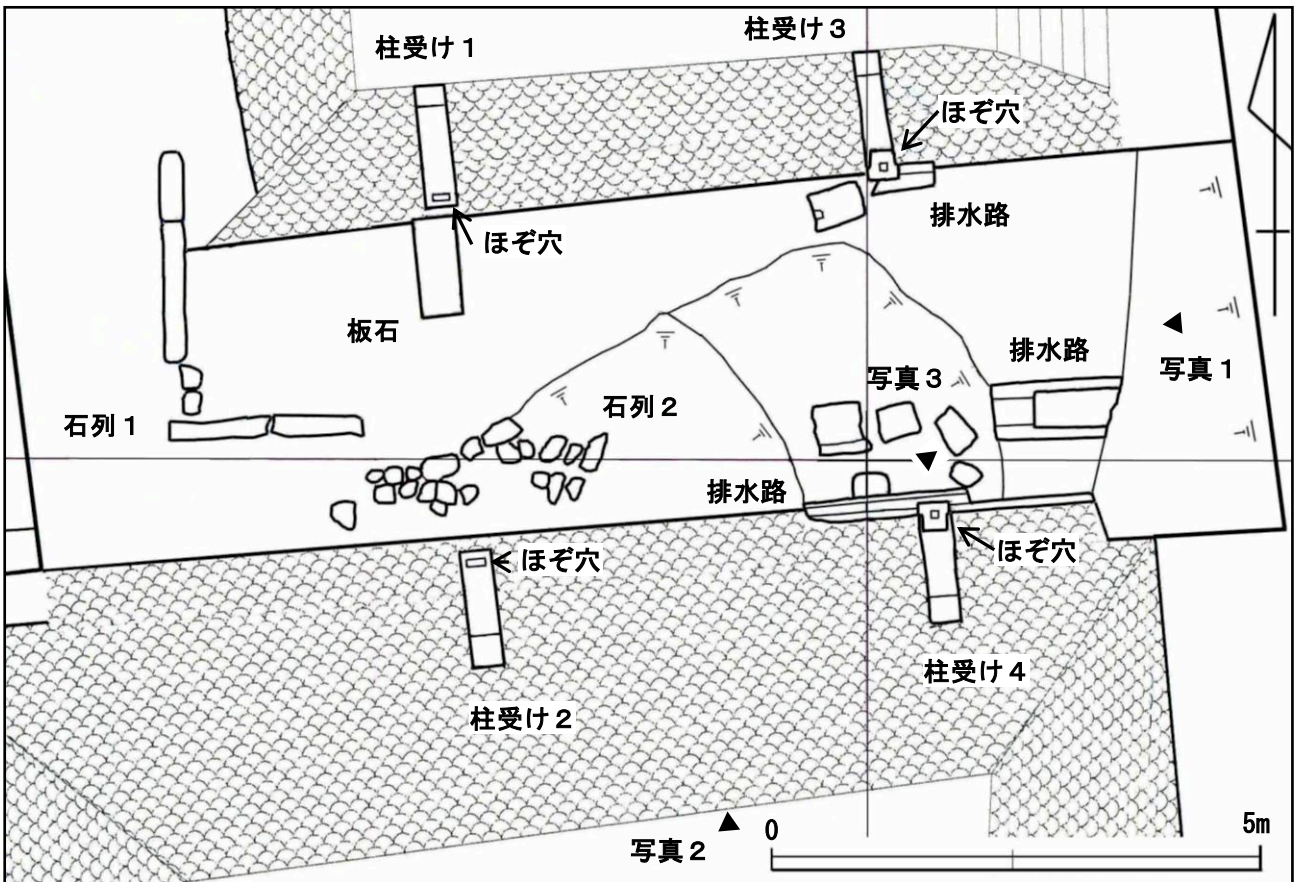 柱受け1
柱受け3
ほぞ穴
ほぞ穴
排水路
板石
排水路
写真1
写真3
石列1
石列2
排水路
ほぞ穴
ほぞ穴
柱受け4
柱受け2
写真2
0
5m